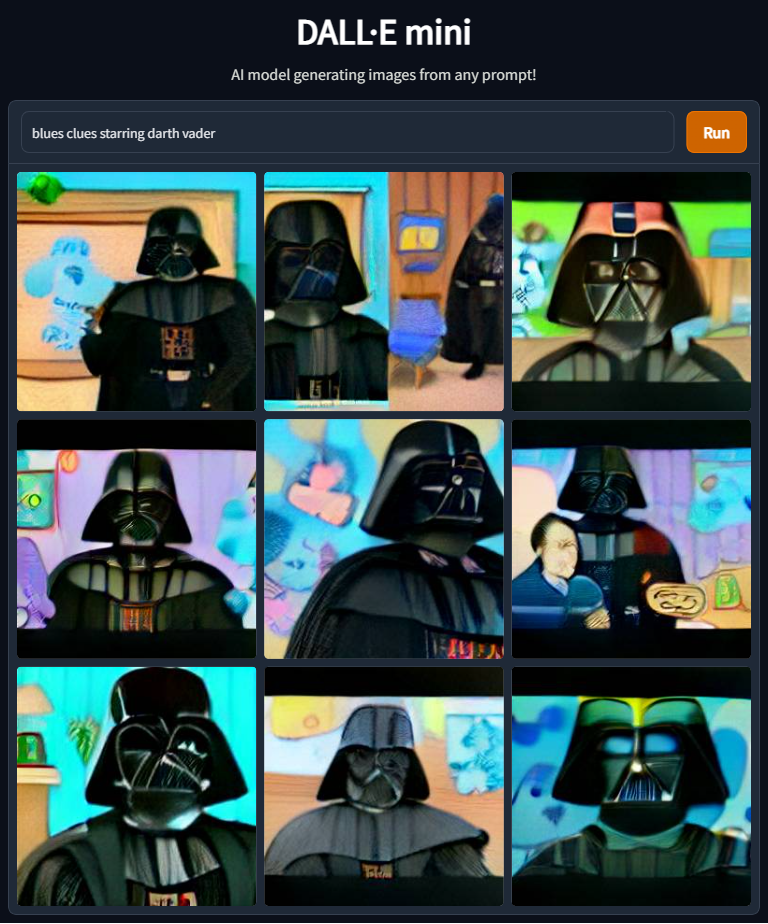 DALL·E mini
AI model generating images from any prompt!
blues clues starring darth vader
Run